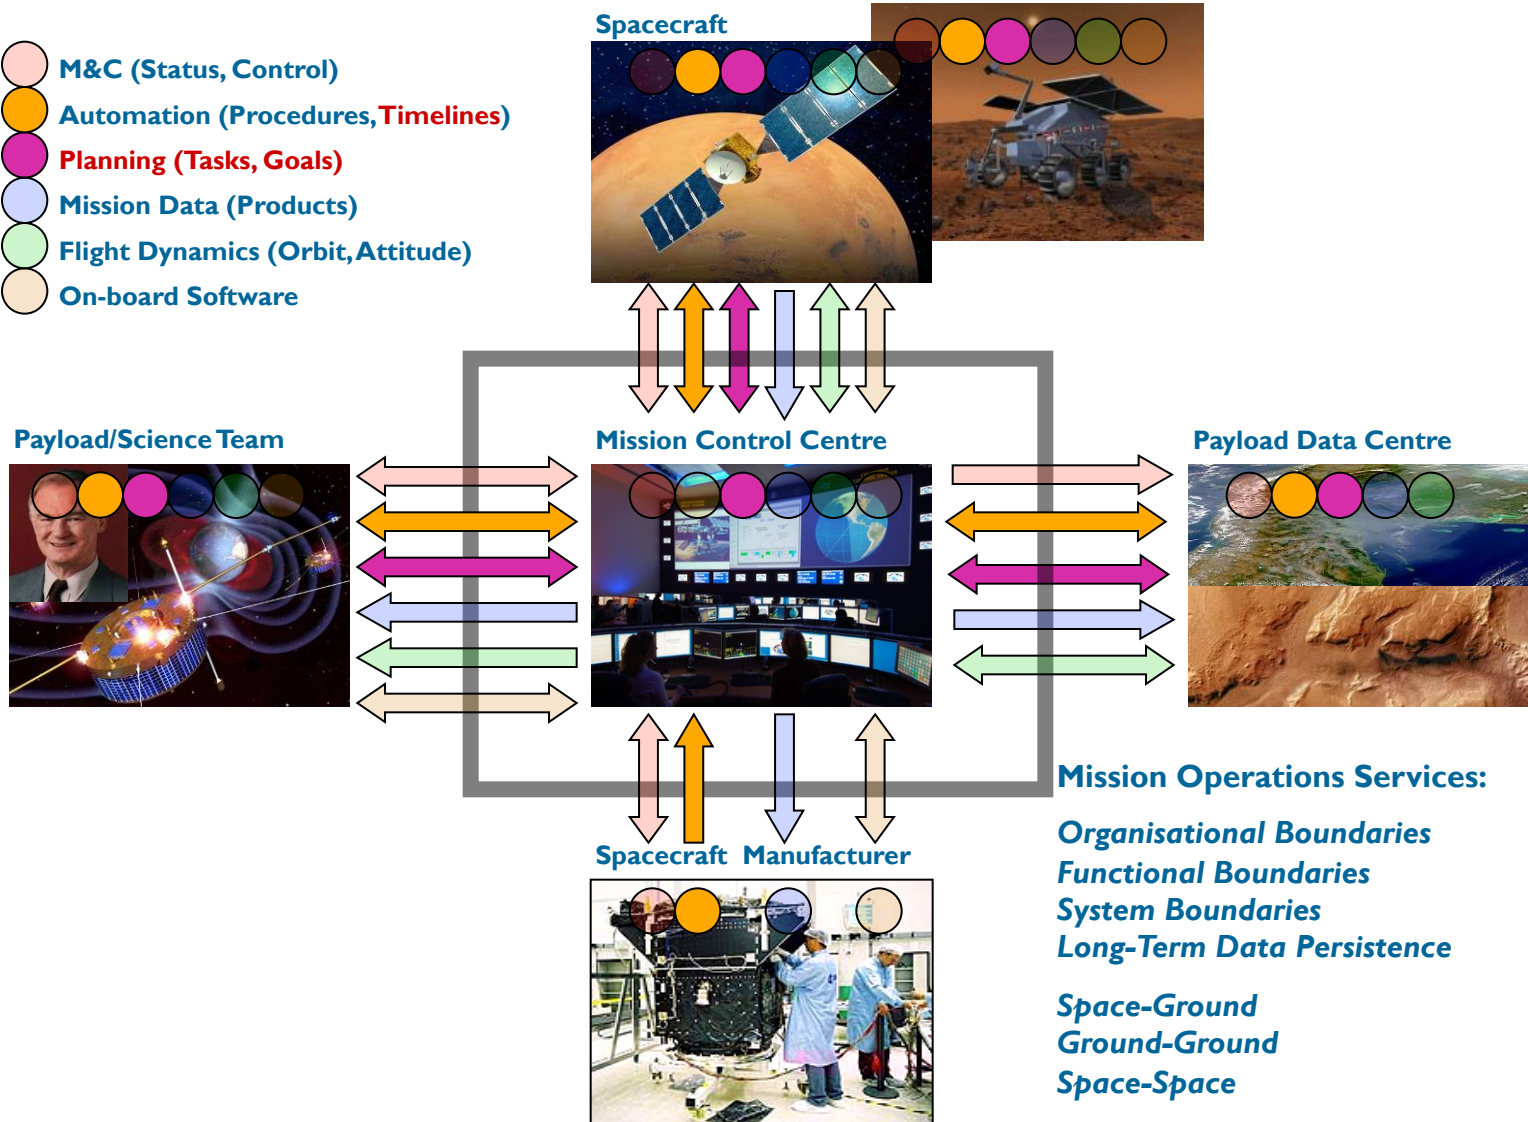 Spacecraft
M&C (Status, Control)
Automation (Procedures, Timelines)
Planning (Tasks, Goals)
Mission Data (Products)
Flight Dynamics (Orbit, Attitude)
On-board Software
Payload/Science Team
Mission Control Centre
Payload Data Centre
Spacecraft Manufacturer
Mission Operations Services:
Organisational Boundaries
Functional Boundaries
System Boundaries
Long-Term Data Persistence
Space-Ground
Ground-Ground
Space-Space